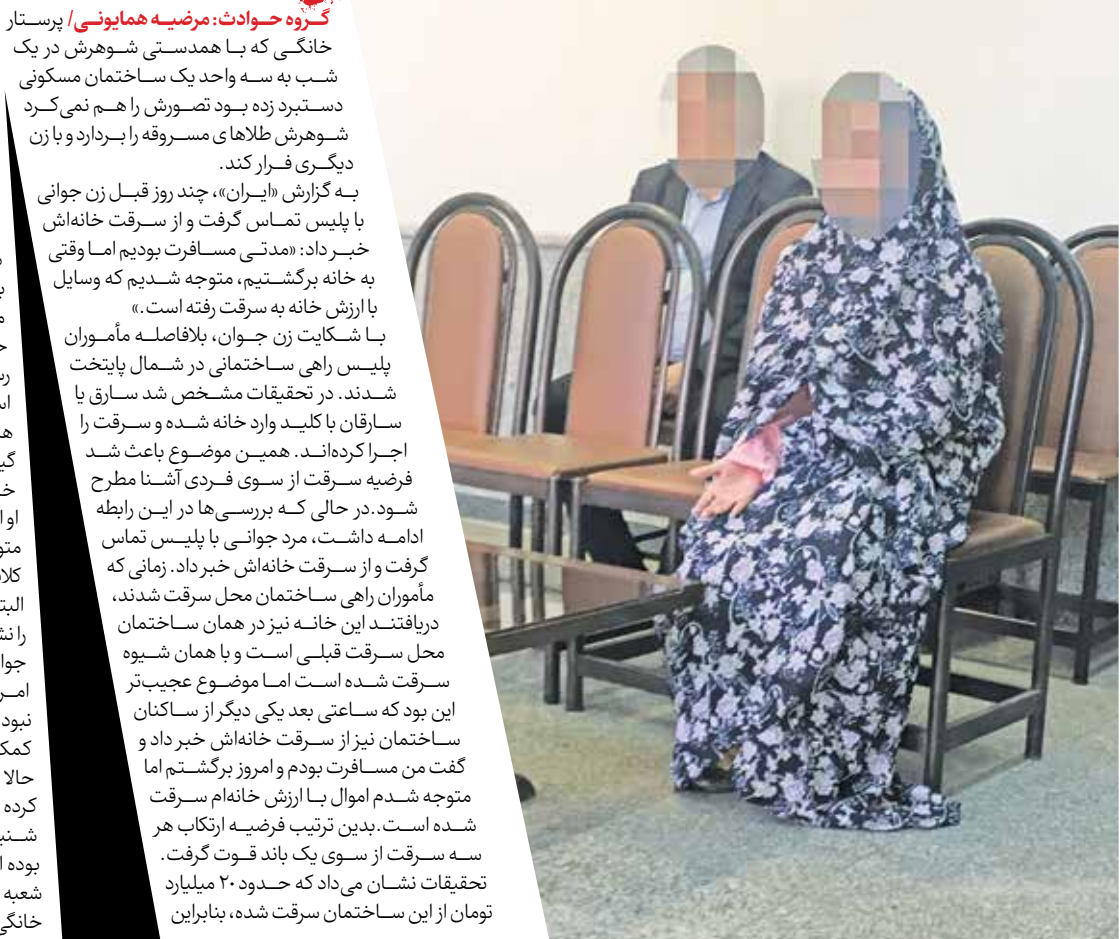 گروه حوادث: مرضیه همایونی/ پرستار
خانگی که با همدستی شوهرش در یک
شب به سه واحد یک ساختمان مسکونی
دستبرد زده بود تصورش را هم نمی‌کرد
شوهرش طلاهای مسروقه را بردارد و با زن
دیگری فرار کند.
به گزارش «ایران»، چند روز قبل زن جوانی
با پلیس تماس گرفت و از سرقت خانه‌اش
خبر داد: «مدتی مسافرت بودیم اما وقتی
به خانه برگشتیم، متوجه شدیم که وسایل
با ارزش خانه به سرقت رفته است.»
با شکایت زن جوان، بلافاصله مأموران
پلیس راهی ساختمانی در شمال پایتخت
شدند. در تحقیقات مشخص شد سارق یا
سارقان با کلید وارد خانه شده و سرقت را
اجرا کرده‌اند. همین موضوع باعث شد
فرضیه سرقت از سوی فردی آشنا مطرح
شود.در حالی که بررسی‌ها در این رابطه
ادامه داشت، مرد جوانی با پلیس تماس
گرفت و از سرقت خانه‌اش خبر داد. زمانی که
مأموران راهی ساختمان محل سرقت شدند،
دریافتند این خانه نیز در همان ساختمان
محل سرقت قبلی است و با همان شیوه
سرقت شده است اما موضوع عجیب‌تر
این بود که ساعتی بعد یکی دیگر از ساکنان
ساختمان نیز از سرقت خانه‌اش خبر داد و
گفت من مسافرت بودم و امروز برگشتم اما
متوجه شدم اموال با ارزش خانه‌ام سرقت
شده است.بدین ترتیب فرضیه ارتکاب هر
سه سرقت از سوی یک باند قوت گرفت.
تحقیقات نشان می‌داد که حدود ۲۰ میلیارد
تومان از این ساختمان سرقت شده، بنابراین
کمک
حالا
کرده
بوده
شعبه
خانگی